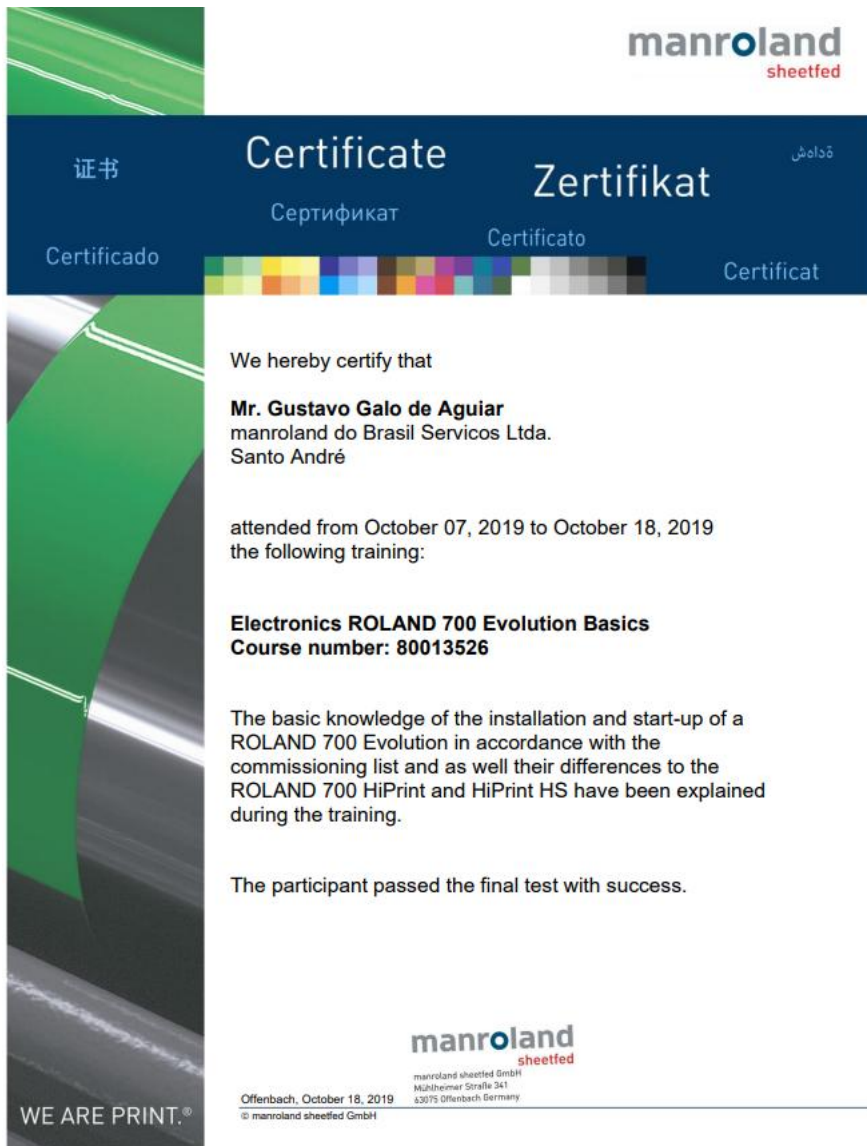 manroland
sheetfed
证书
Certificate
Zertifikat
ةداهش
Сертификат
Certificato
Certificado
Certificat
We hereby certify that
Mr. Gustavo Galo de Aguiar
manroland do Brasil Servicos Ltda.
Santo André
attended from October 07, 2019 to October 18, 2019
the following training:
Electronics ROLAND 700 Evolution Basics
Course number: 80013526
The basic knowledge of the installation and start-up of a
ROLAND 700 Evolution in accordance with the
commissioning list and as well their differences to the
ROLAND 700 HiPrint and HiPrint HS have been explained
during the training.
The participant passed the final test with success.
manroland
sheetfed
manroland sheetfed GmbH
Mühlheimer Straße 341
63075 Offenbach Germany
Offenbach, October 18, 2019
© manroland sheetfed GmbH
WE ARE PRINT.®